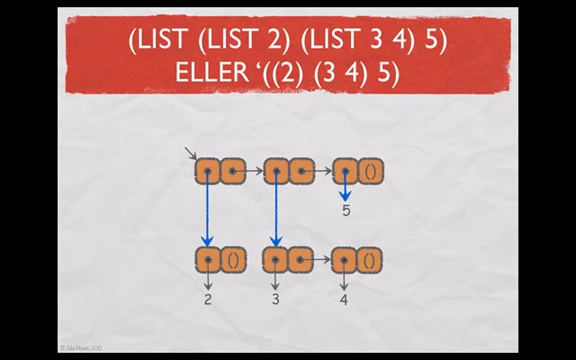 (LIST (LIST 2) (LIST 3 4) 5)
ELLER ‘((2) (3 4) 5)
()
5
() ()
2 3 4